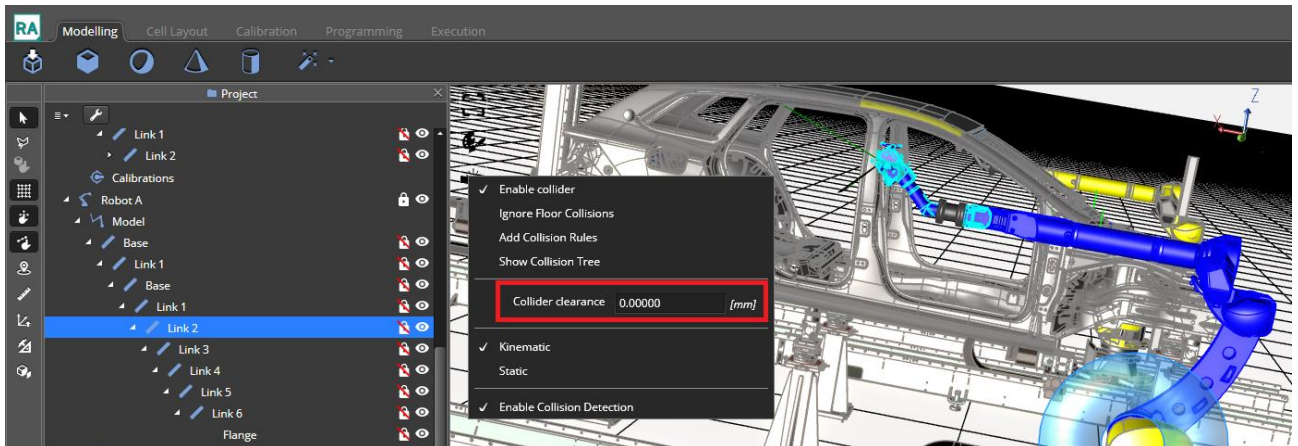 RA Modelling Cell Layout Calibration Programming Execution
Project
Link 1
Link 2
Calibrations
Robot A
Model
Base
Link 1
Base
Link 1
Link 2
Link 3
Link 4
Link 5
Link 6
Flange
Enable collider
Ignore Floor Collisions
Add Collision Rules
Show Collision Tree
Collider clearance 0.00000 [mm]
Kinematic
Static
Enable Collision Detection
Z
Y